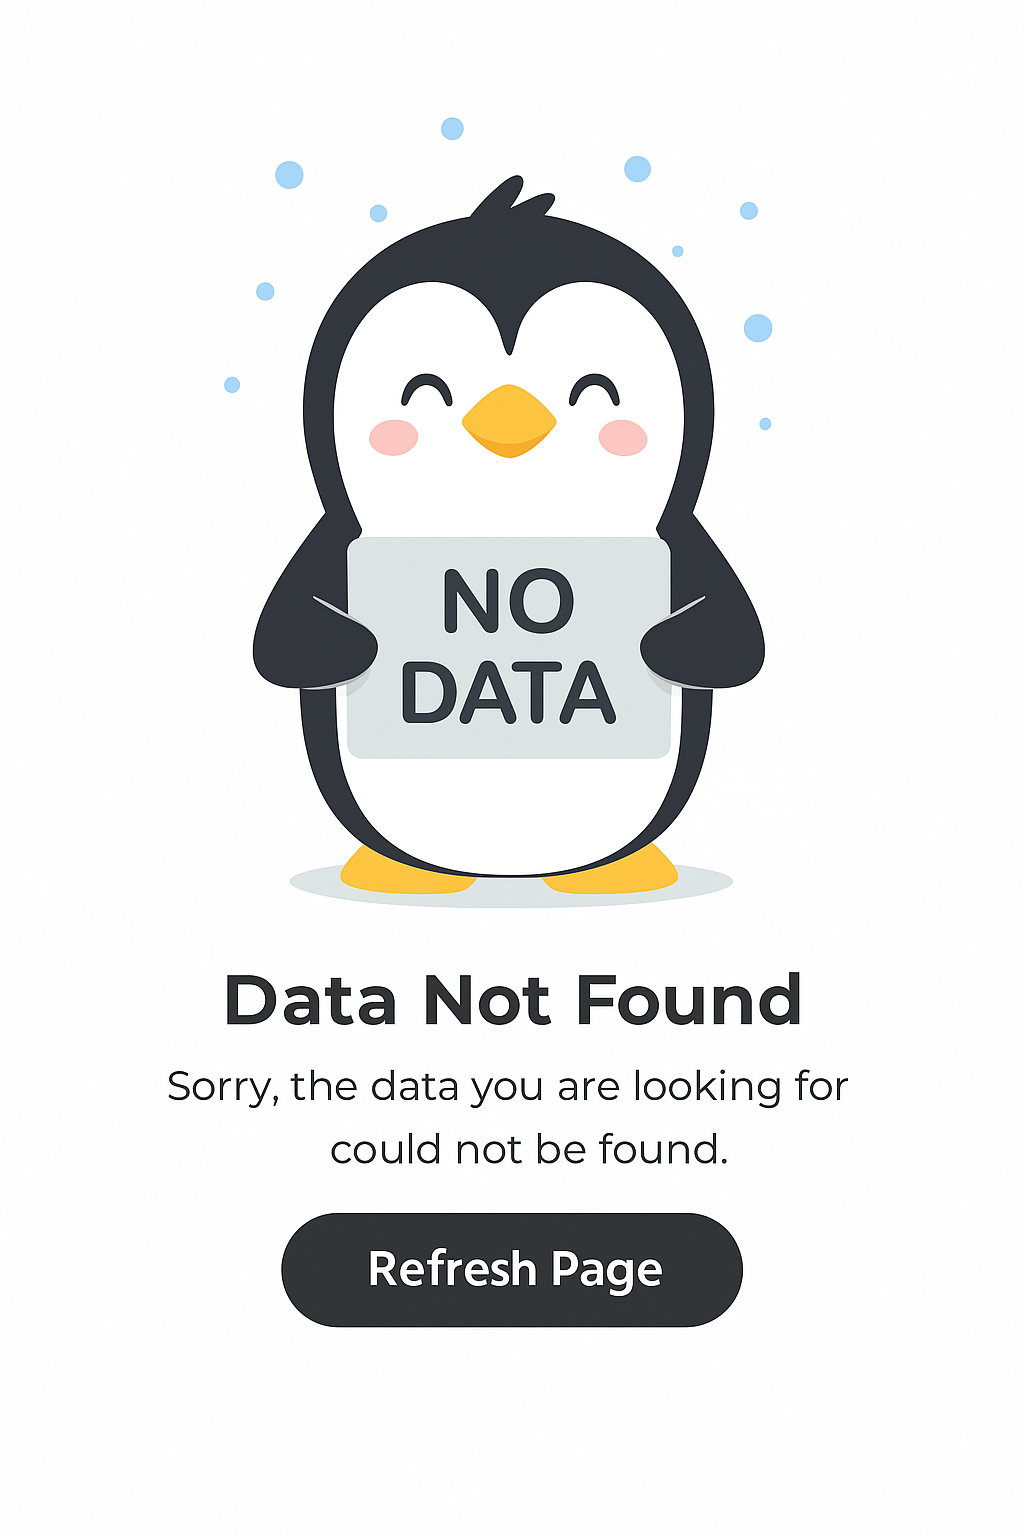 NO
DATA
Data Not Found
Sorry, the data you are looking for
could not be found.
Refresh Page